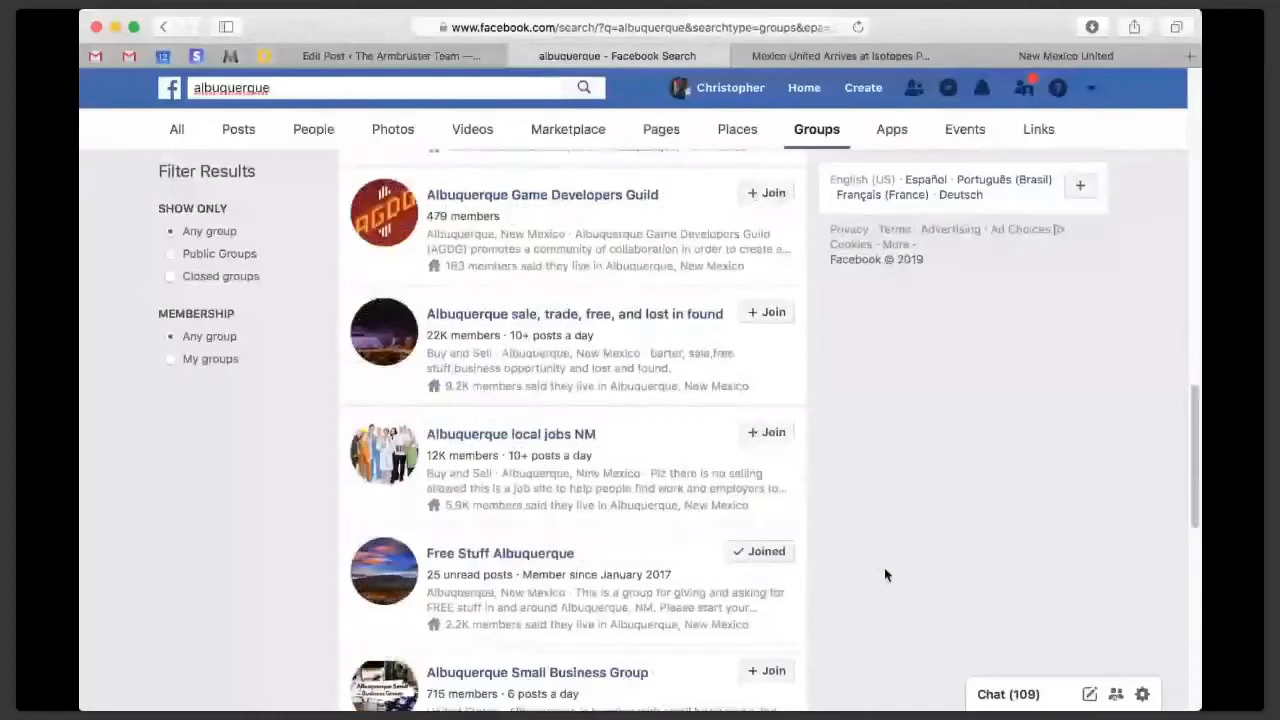 www.facebook.com/search/?q=albuquerque&searchtype=groups&epa=
Edit Post ‹ The Armbruster Team —...
albuquerque - Facebook Search
Mexico United Arrives at Isotopes P...
New Mexico United
albuquerque
Christopher
Home
Create
All
Posts
People
Photos
Videos
Marketplace
Pages
Places
Groups
Apps
Events
Links
Filter Results
SHOW ONLY
Any group
Public Groups
Closed groups
MEMBERSHIP
Any group
My groups
Albuquerque Game Developers Guild
+ Join
479 members
Albuquerque, New Mexico · Albuquerque Game Developers Guild
(AGDG) promotes a community of collaboration in order to create a...
183 members said they live in Albuquerque, New Mexico
Albuquerque sale, trade, free, and lost in found
+ Join
22K members · 10+ posts a day
Buy and Sell · Albuquerque, New Mexico · barter, sale,free
stuff,business opportunity and lost and found.
9.2K members said they live in Albuquerque, New Mexico
Albuquerque local jobs NM
+ Join
12K members · 10+ posts a day
Buy and Sell · Albuquerque, New Mexico · Plz there is no selling
allowed this is a job site to help people find work and employers to...
5.9K members said they live in Albuquerque, New Mexico
Free Stuff Albuquerque
Joined
25 unread posts · Member since January 2017
Albuquerque, New Mexico · This is a group for giving and asking for
FREE stuff in and around Albuquerque, NM. Please start your...
2.2K members said they live in Albuquerque, New Mexico
Albuquerque Small Business Group
+ Join
715 members · 6 posts a day
English (US) · Español · Português (Brasil)
Français (France) · Deutsch
+
Privacy · Terms · Advertising · Ad Choices
Cookies · More
Facebook © 2019
Chat (109)